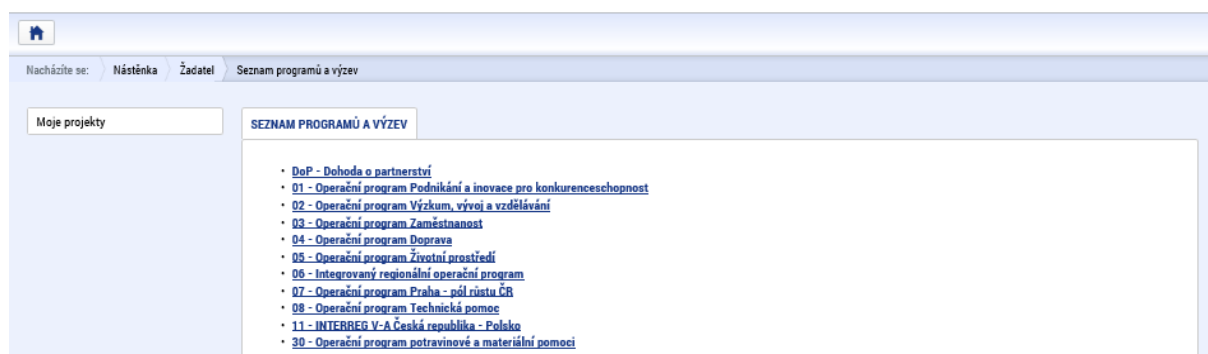 Nacházíte se: Nástěnka Žadatel Seznam programů a výzev
Moje projekty
SEZNAM PROGRAMŮ A VÝZEV
• DoP - Dohoda o partnerství
• 01 - Operační program Podnikání a inovace pro konkurenceschopnost
• 02 - Operační program Výzkum, vývoj a vzdělávání
• 03 - Operační program Zaměstnanost
• 04 - Operační program Doprava
• 05 - Operační program Životní prostředí
• 06 - Integrovaný regionální operační program
• 07 - Operační program Praha - pól růstu ČR
• 08 - Operační program Technická pomoc
• 11 - INTERREG V-A Česká republika - Polsko
• 30 - Operační program potravinové a materiální pomoci